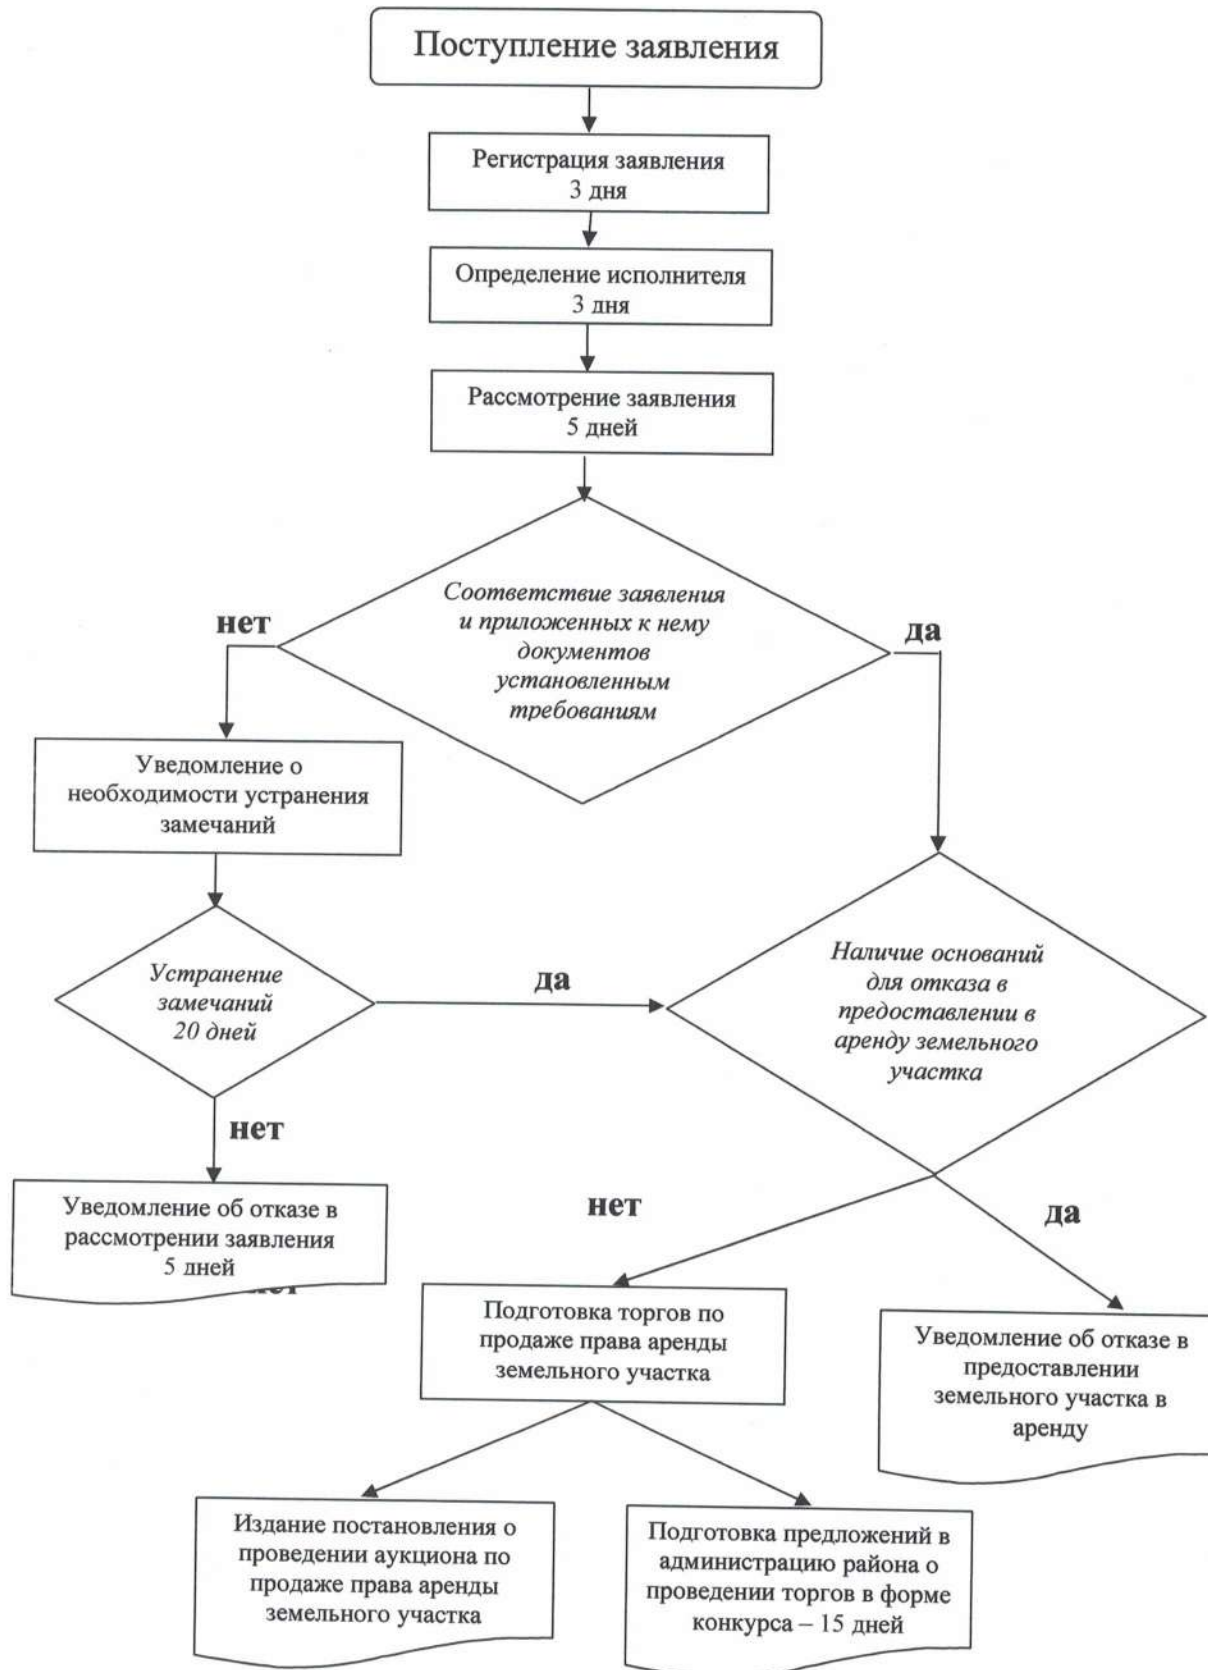 Поступление заявления
Регистрация заявления
3 дня
Определение исполнителя
3 дня
Рассмотрение заявления
5 дней
Соответствие заявления
и приложенных к нему
документов
установленным
требованиям
нет
да
Уведомление о
необходимости устранения
замечаний
Устранение
замечаний
20 дней
да
Наличие оснований
для отказа в
предоставлении в
аренду земельного
участка
нет
Уведомление об отказе в
рассмотрении заявления
5 дней
нет
нет
да
Подготовка торгов по
продаже права аренды
земельного участка
Уведомление об отказе в
предоставлении
земельного участка в
аренду
Издание постановления о
проведении аукциона по
продаже права аренды
земельного участка
Подготовка предложений в
администрацию района о
проведении торгов в форме
конкурса – 15 дней